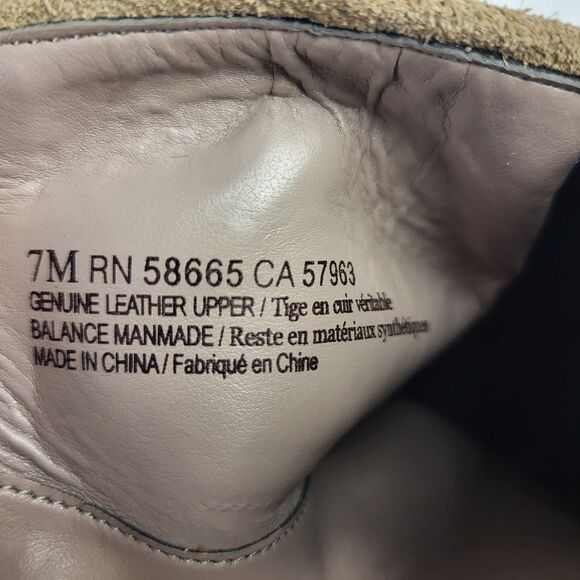 7M RN 58665 CA 57963
GENUINE LEATHER UPPER / Tige en cuir véritable
BALANCE MANMADE / Reste en matériaux synthétiques
MADE IN CHINA / Fabriqué en Chine